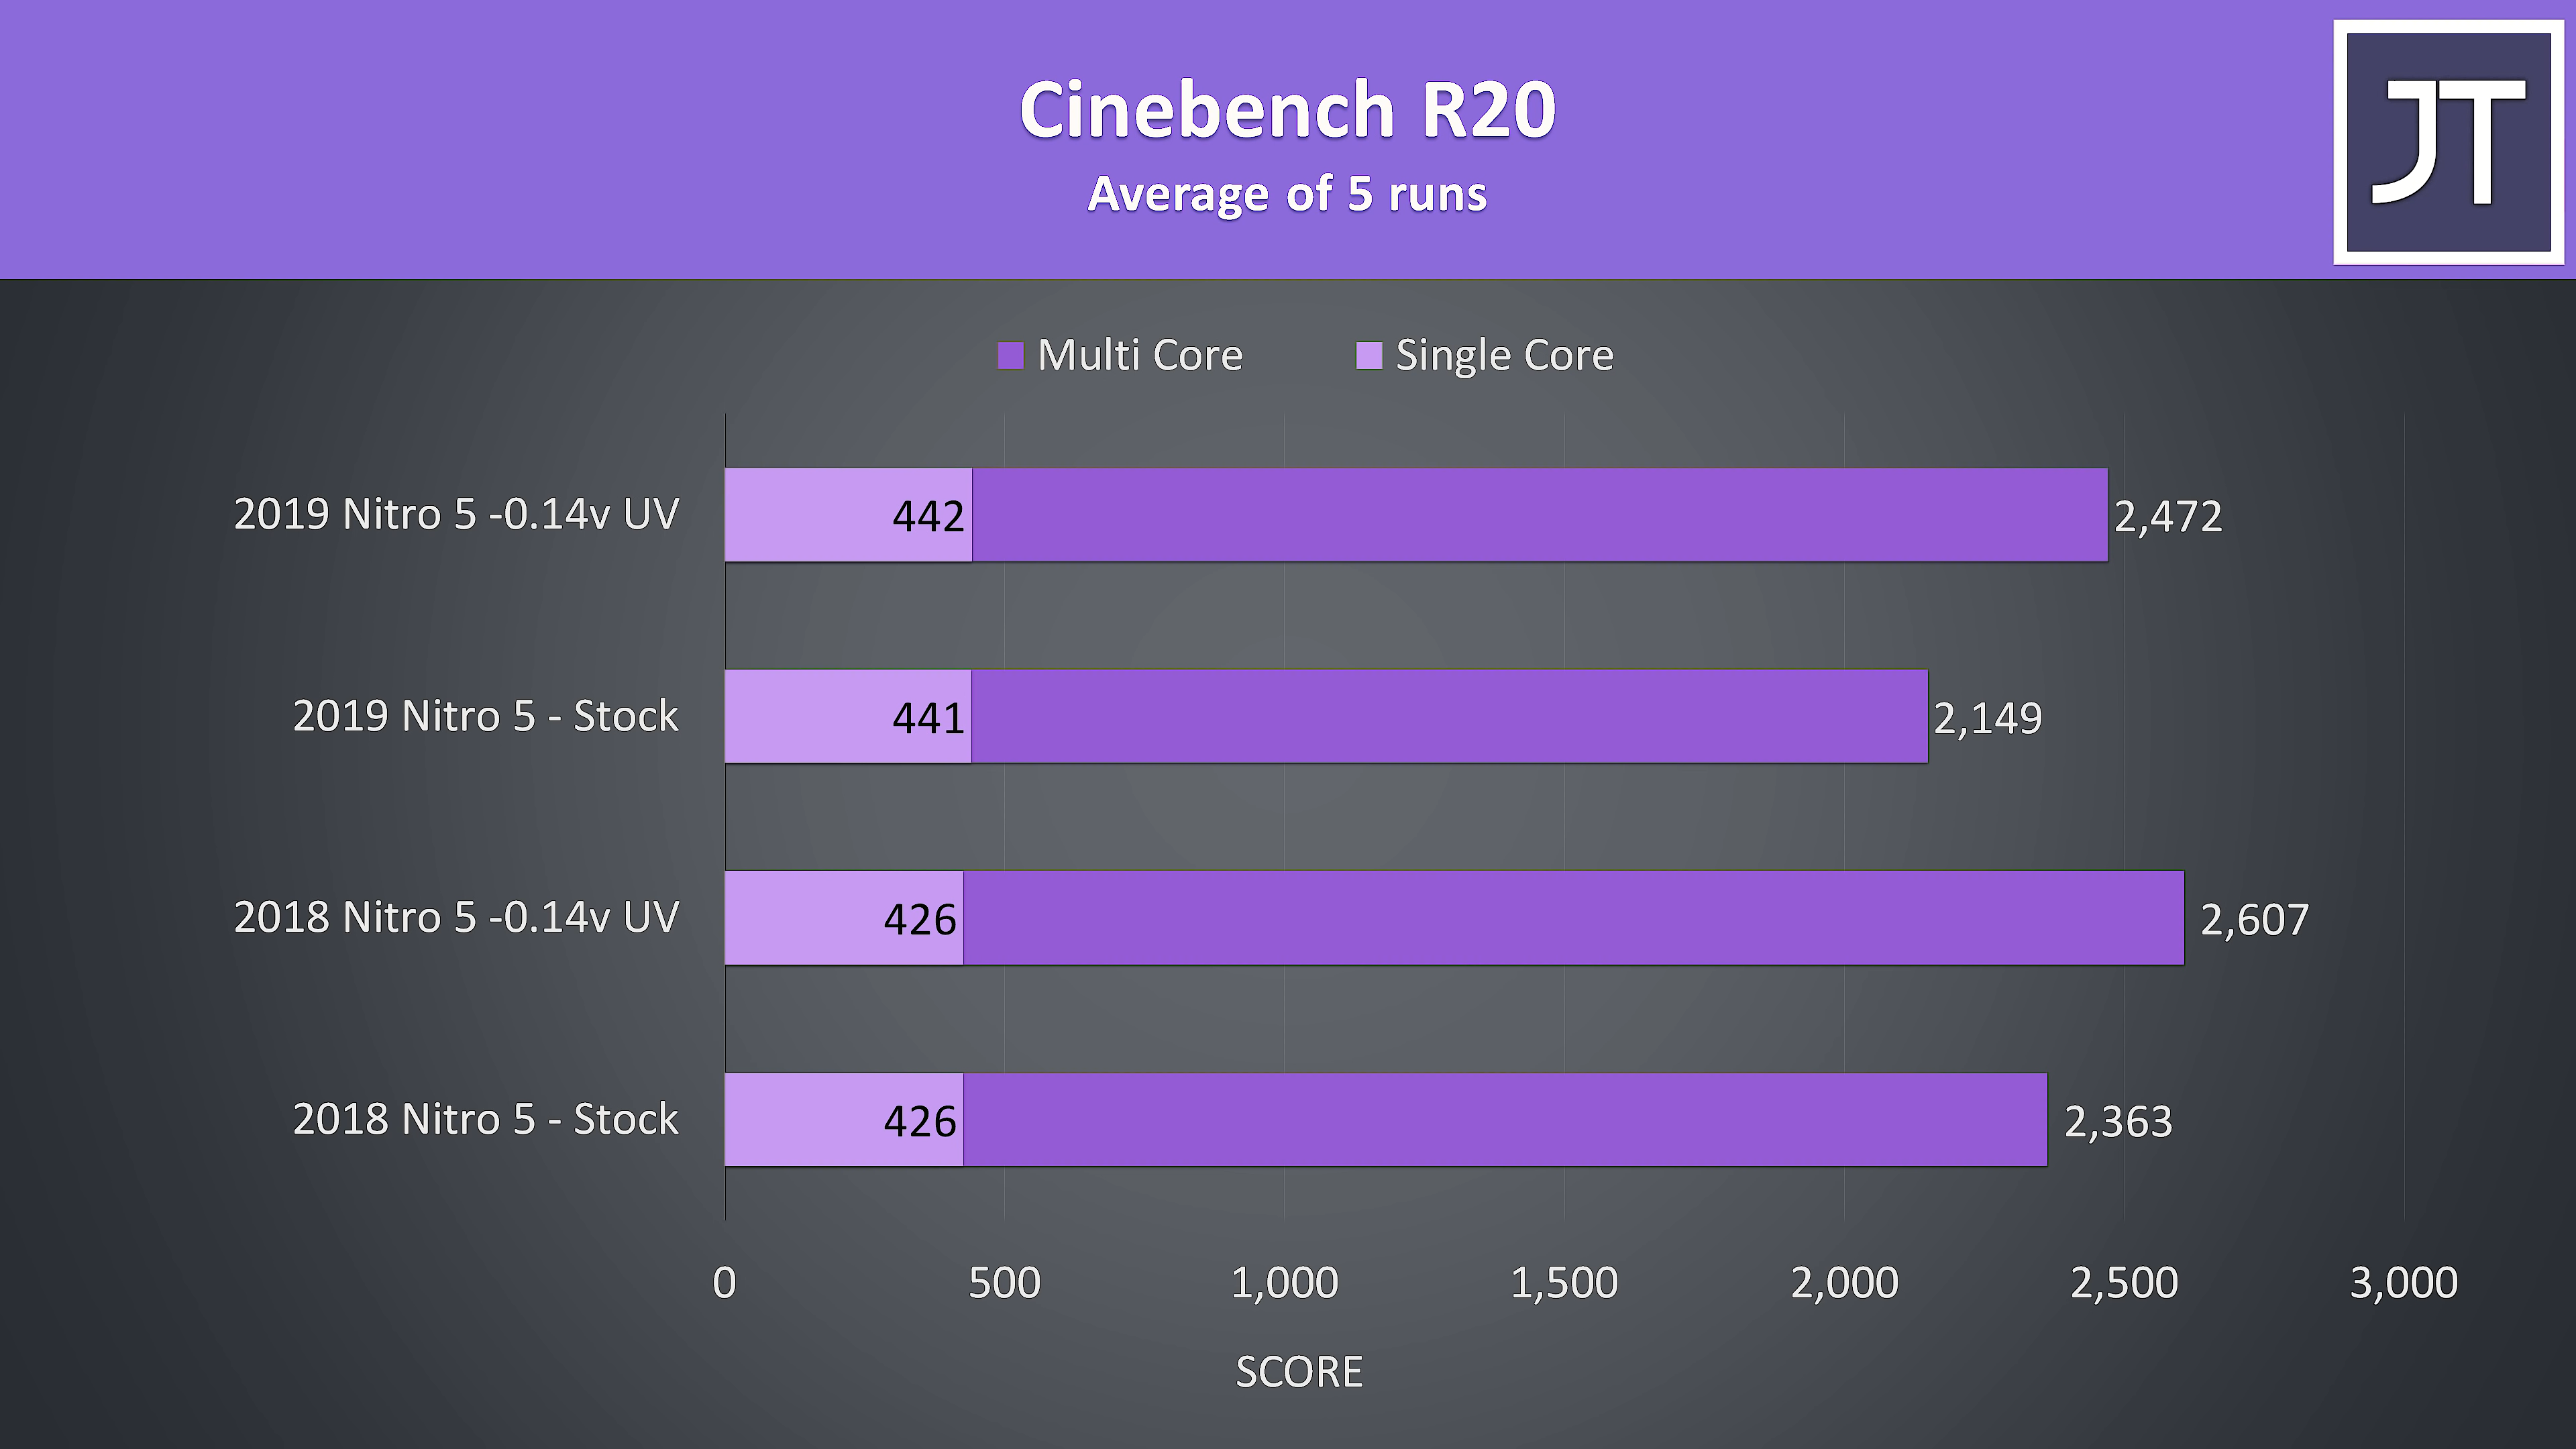 Cinebench R20
Average of 5 runs
JT
Multi Core
Single Core
2019 Nitro 5 -0.14v UV
442
2,472
2019 Nitro 5 - Stock
441
2,149
2018 Nitro 5 -0.14v UV
426
2,607
2018 Nitro 5 - Stock
426
2,363
0 500 1,000 1,500 2,000 2,500 3,000
SCORE